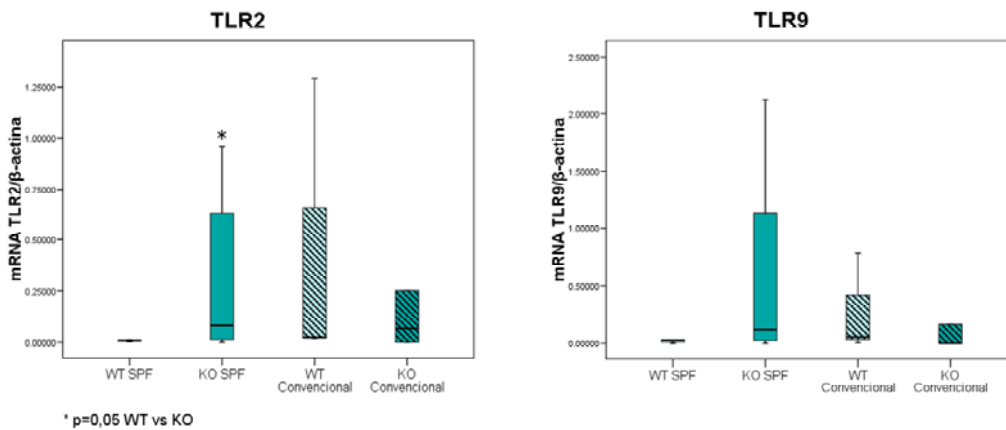 TLR2
mRNA TLR2/β-actina
1.25000
1.00000
0.75000
0.50000
0.25000
0.00000
*
WT SPF
KO SPF
WT
Convencional
KO
Convencional
* p=0,05 WT vs KO
TLR9
mRNA TLR9/β-actina
2.50000
2.00000
1.50000
1.00000
0.50000
0.00000
WT SPF
KO SPF
WT
Convencional
KO
Convencional